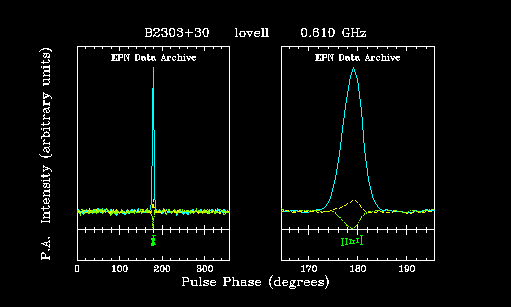 B2303+30 lovell 0.610 GHz
EPN Data Archive EPN Data Archive
P.A. Intensity (arbitrary units)
0 100 200 300 170 180 190
Pulse Phase (degrees)